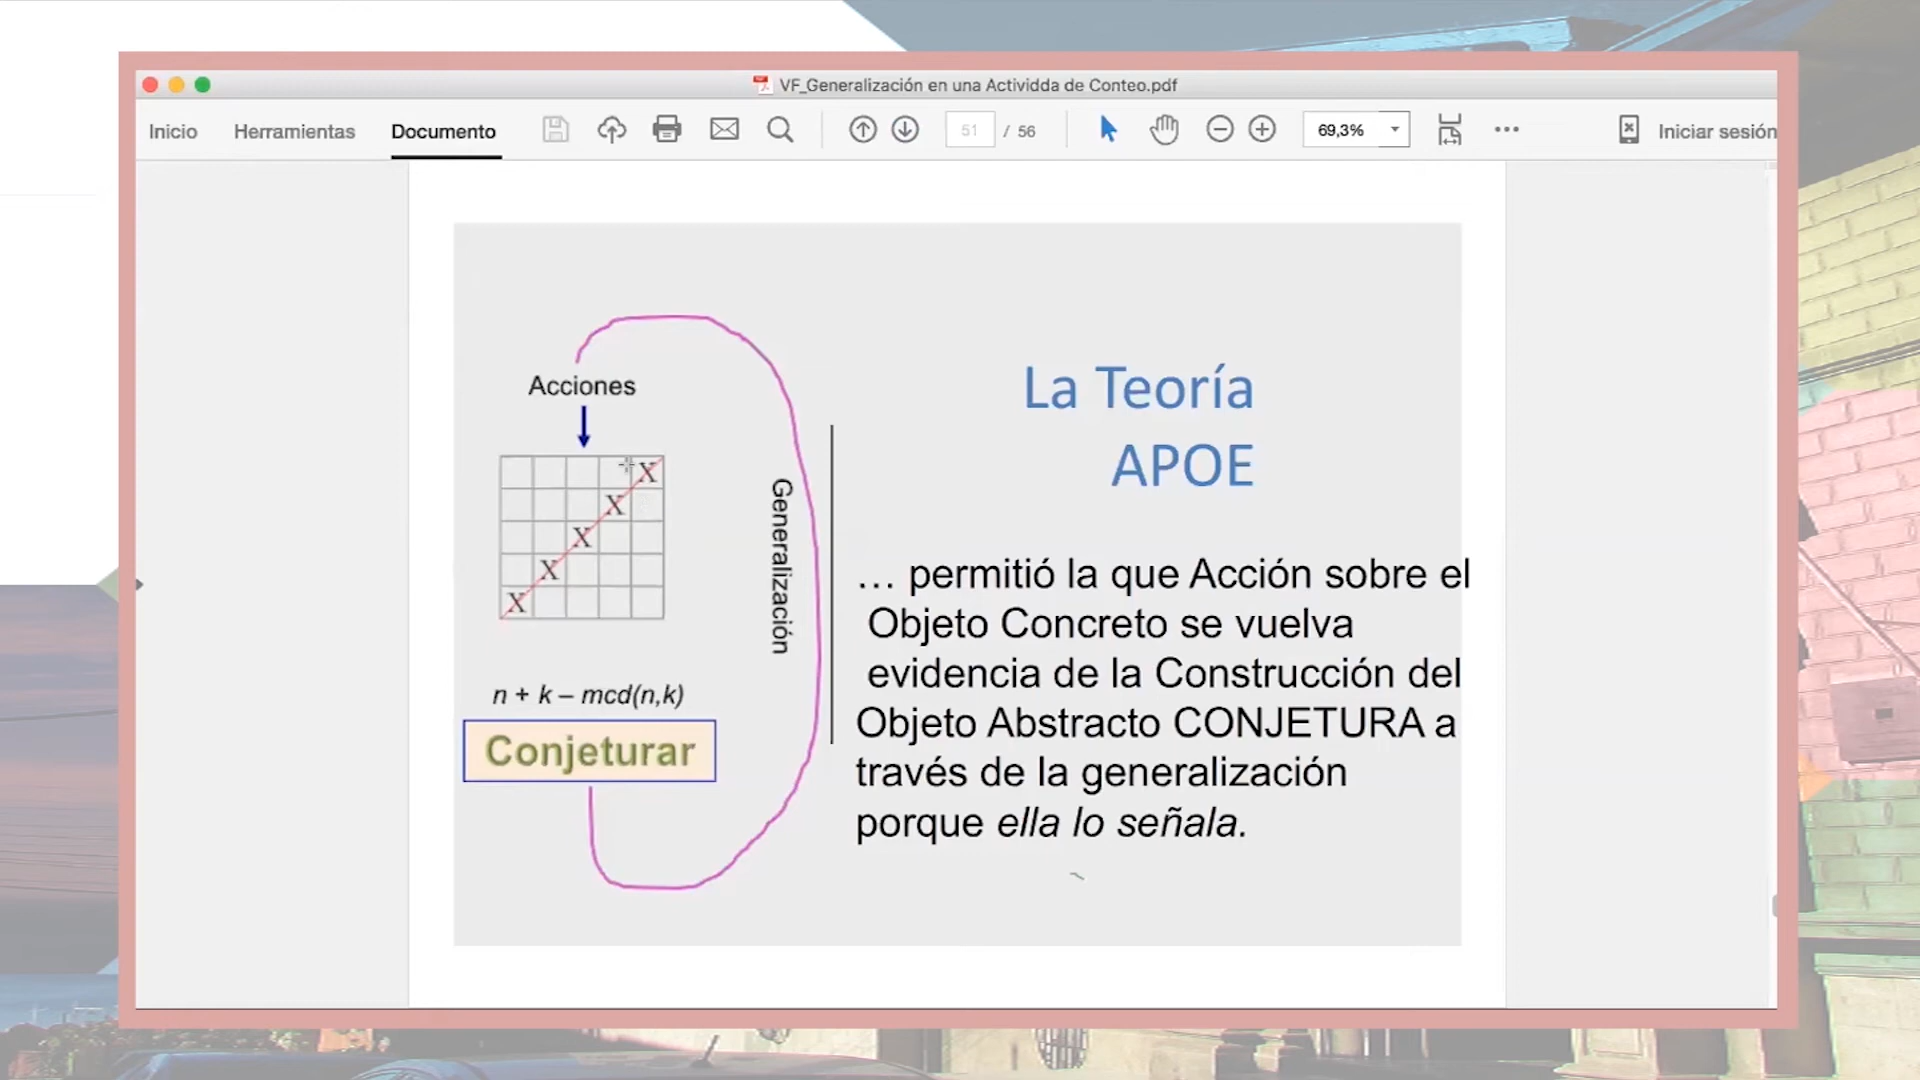 VF_Generalización en una Actividda de Conteo.pdf
Inicio
Herramientas
Documento
51
/ 56
69,3%
Iniciar sesión
Acciones
X
X
X
X
X
Generalización
n + k – mcd(n,k)
Conjeturar
La Teoría
APOE
… permitió la que Acción sobre el
Objeto Concreto se vuelva
evidencia de la Construcción del
Objeto Abstracto CONJETURA a
través de la generalización
porque ella lo señala.